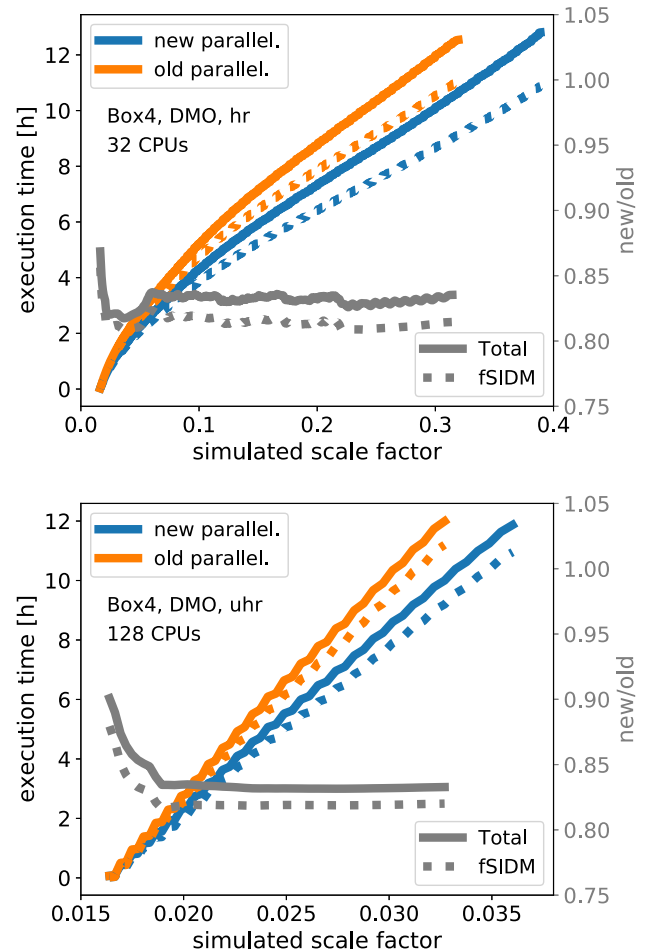 12
10
8
6
4
2
0
execution time [h]
new parallel.
old parallel.
Box4, DMO, hr
32 CPUs
Total
fSIDM
1.05
1.00
0.95
0.90
0.85
0.80
0.75
new/old
0.0
0.1
0.2
0.3
0.4
simulated scale factor
12
10
8
6
4
2
0
execution time [h]
new parallel.
old parallel.
Box4, DMO, uhr
128 CPUs
Total
fSIDM
1.05
1.00
0.95
0.90
0.85
0.80
0.75
new/old
0.015
0.020
0.025
0.030
0.035
simulated scale factor